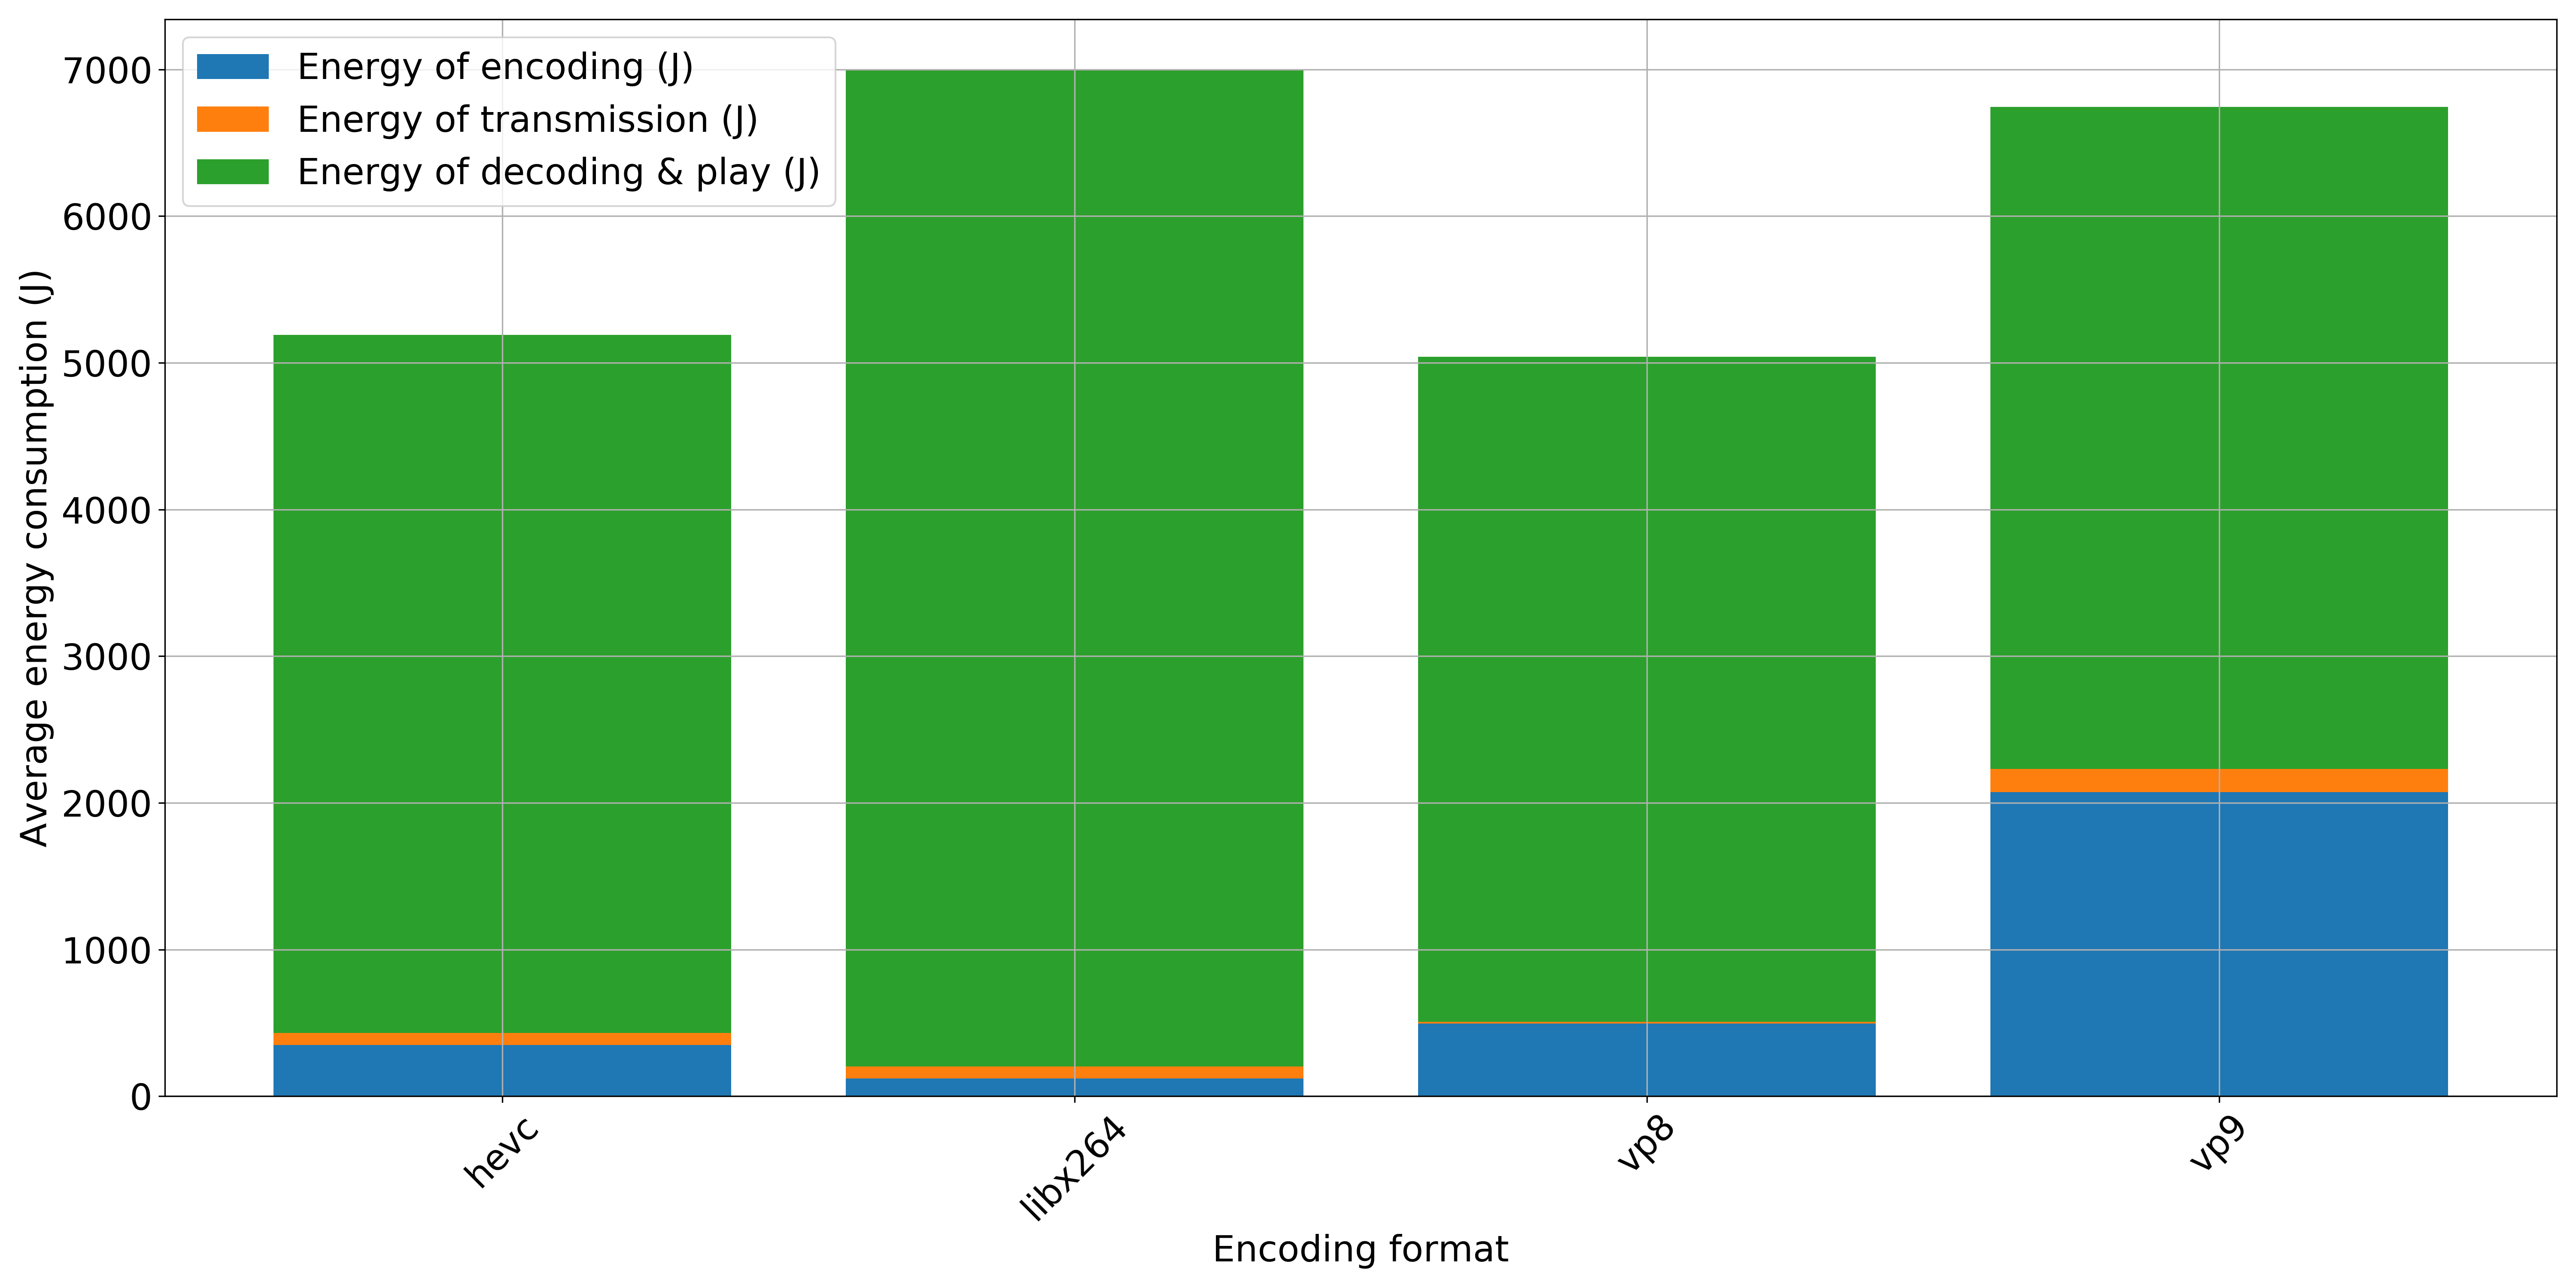 Energy of encoding (J)
Energy of transmission (J)
Energy of decoding & play (J)
Average energy consumption (J)
7000
6000
5000
4000
3000
2000
1000
0
hevc
libx264
vp8
vp9
Encoding format